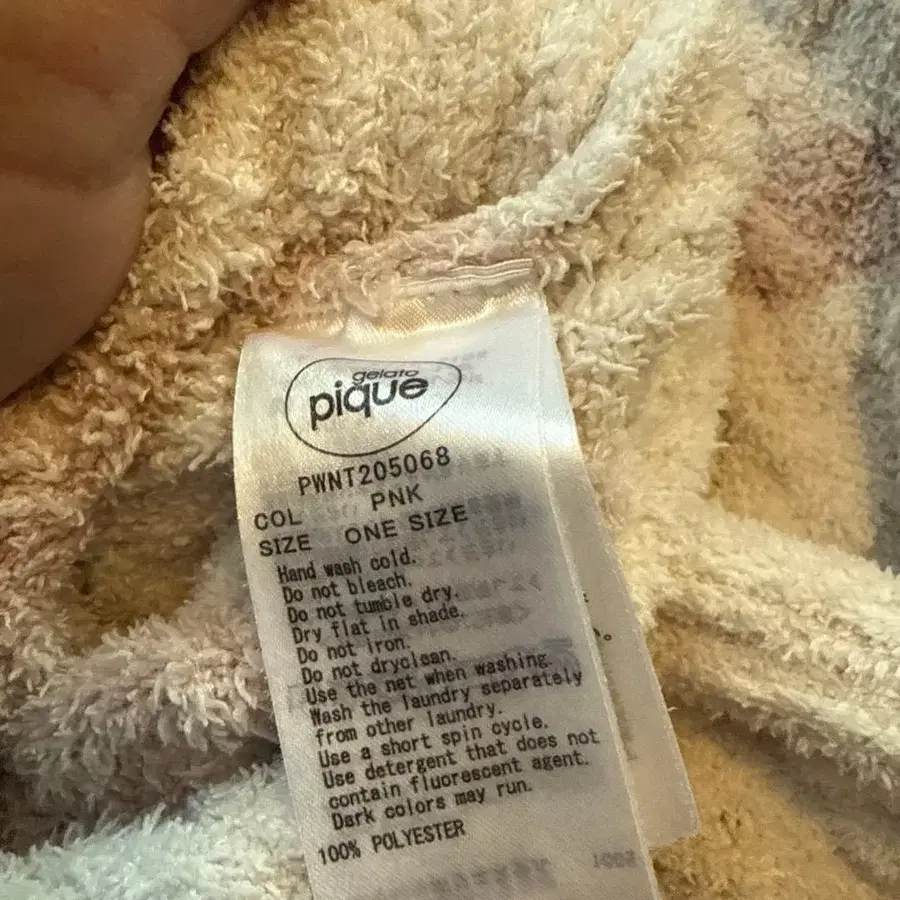 gelato
pique
PWNT205068
COL PNK
SIZE ONE SIZE
Hand wash cold.
Do not bleach.
Do not tumble dry.
Dry flat in shade.
Do not iron.
Do not dryclean.
Use the net when washing.
Wash the laundry separately
from other laundry.
Use a short spin cycle.
Use detergent that does not
contain fluorescent agent.
Dark colors may run.
100% POLYESTER